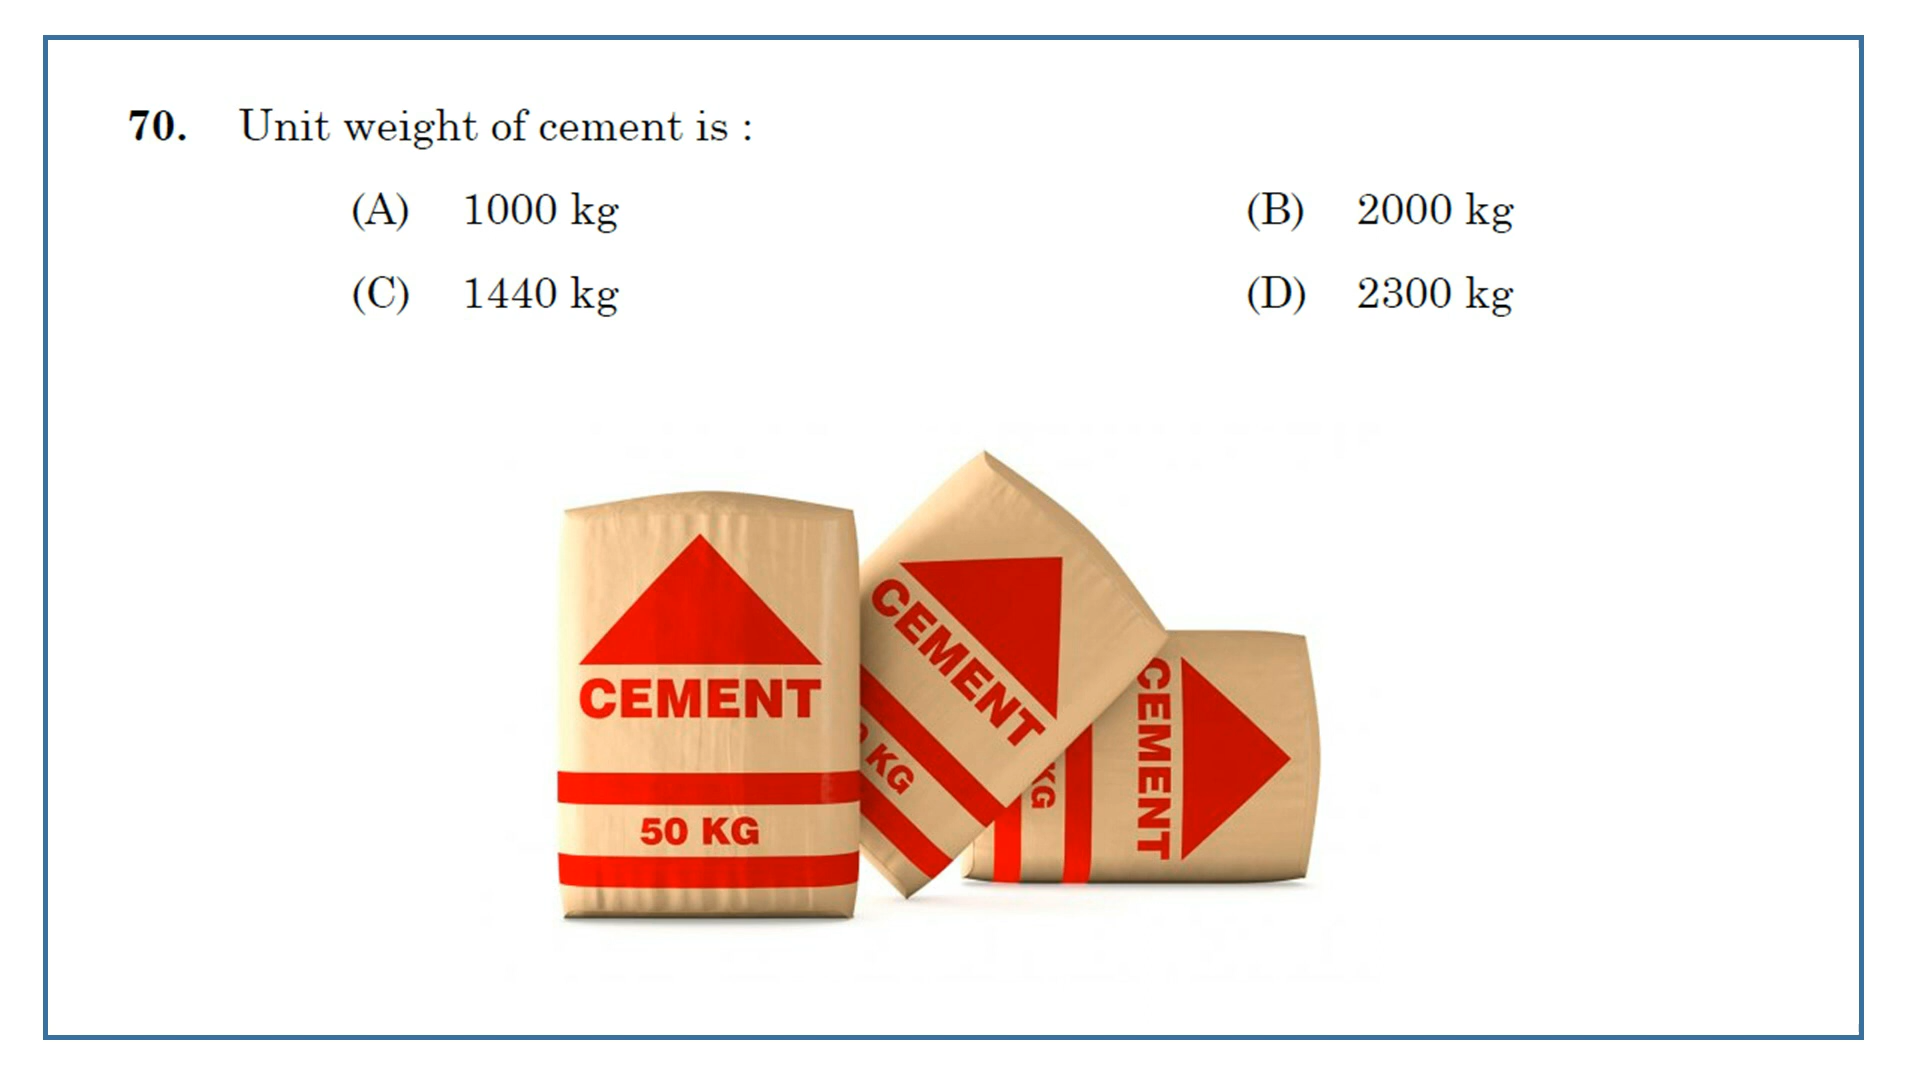 70. Unit weight of cement is :
(A) 1000 kg (B) 2000 kg
(C) 1440 kg (D) 2300 kg
CEMENT
50 KG
CEMENT
KG
CEMENT
KG